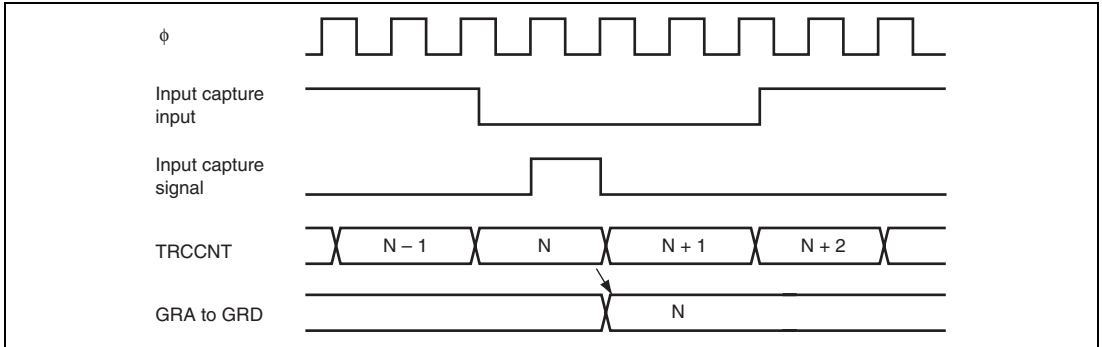 ϕ
Input capture
input
Input capture
signal
TRCCNT
N – 1
N
N + 1
N + 2
GRA to GRD
N